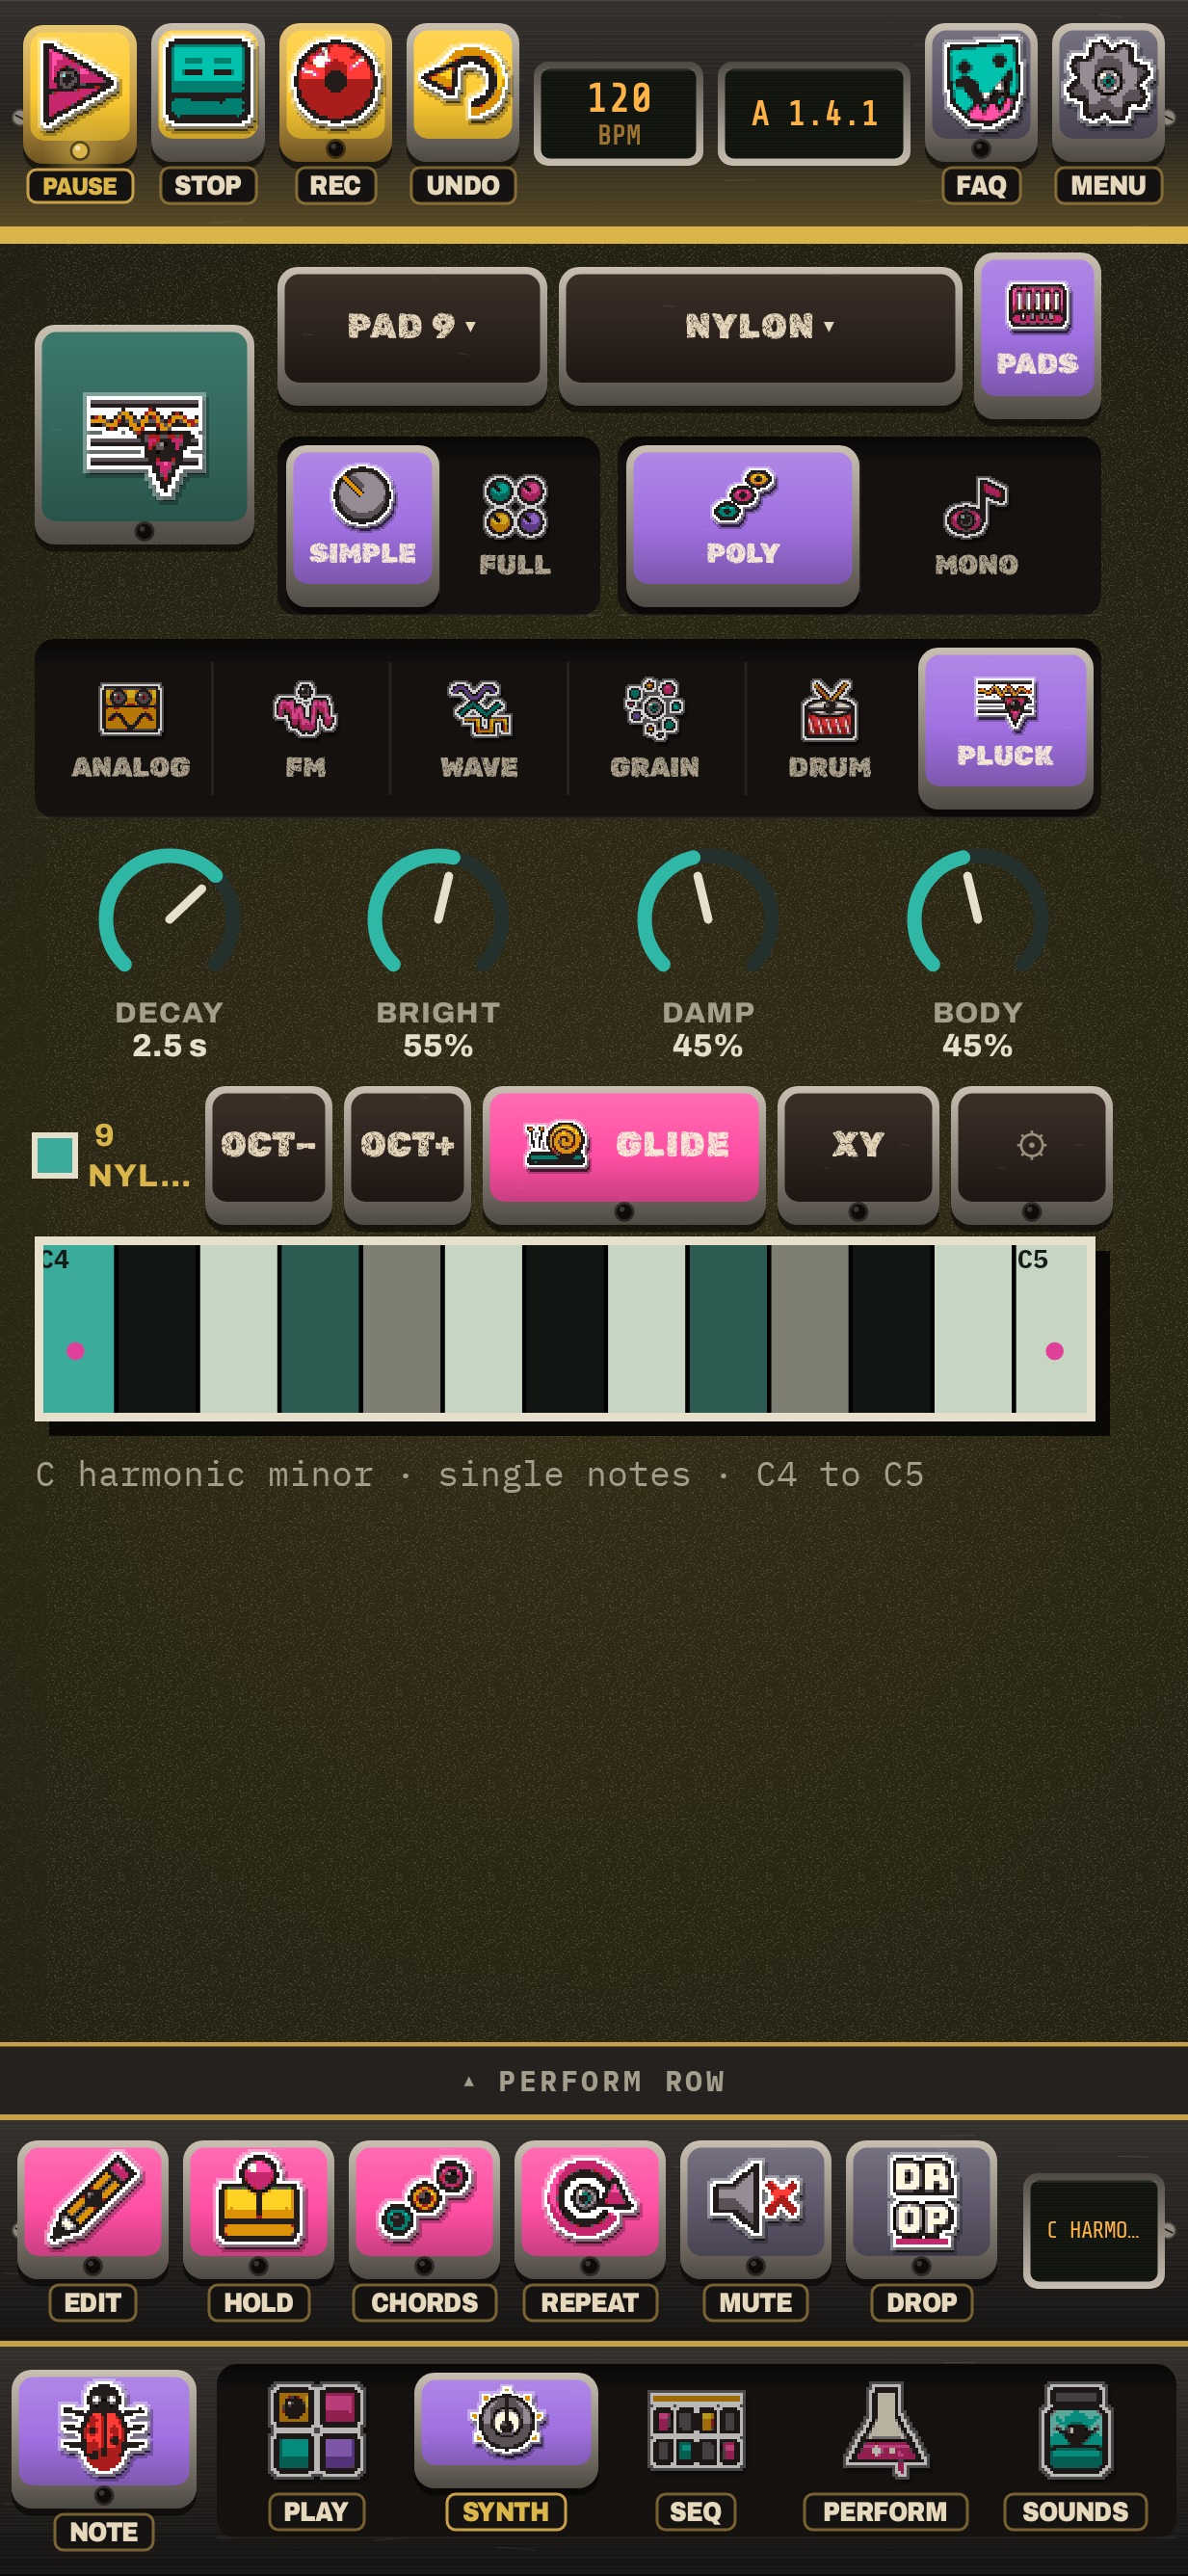 120
BPM
A 1.4.1
PAUSE
STOP
REC
UNDO
FAQ
MENU
PAD 9 ▾
NYLON ▾
PADS
SIMPLE
FULL
POLY
MONO
ANALOG
FM
WAVE
GRAIN
DRUM
PLUCK
DECAY
2.5 s
BRIGHT
55%
DAMP
45%
BODY
45%
9
NYL...
OCT-
OCT+
GLIDE
XY
C4
C5
C harmonic minor · single notes · C4 to C5
▲ PERFORM ROW
DR
OP
C HARMO…
EDIT
HOLD
CHORDS
REPEAT
MUTE
DROP
NOTE
PLAY
SYNTH
SEQ
PERFORM
SOUNDS